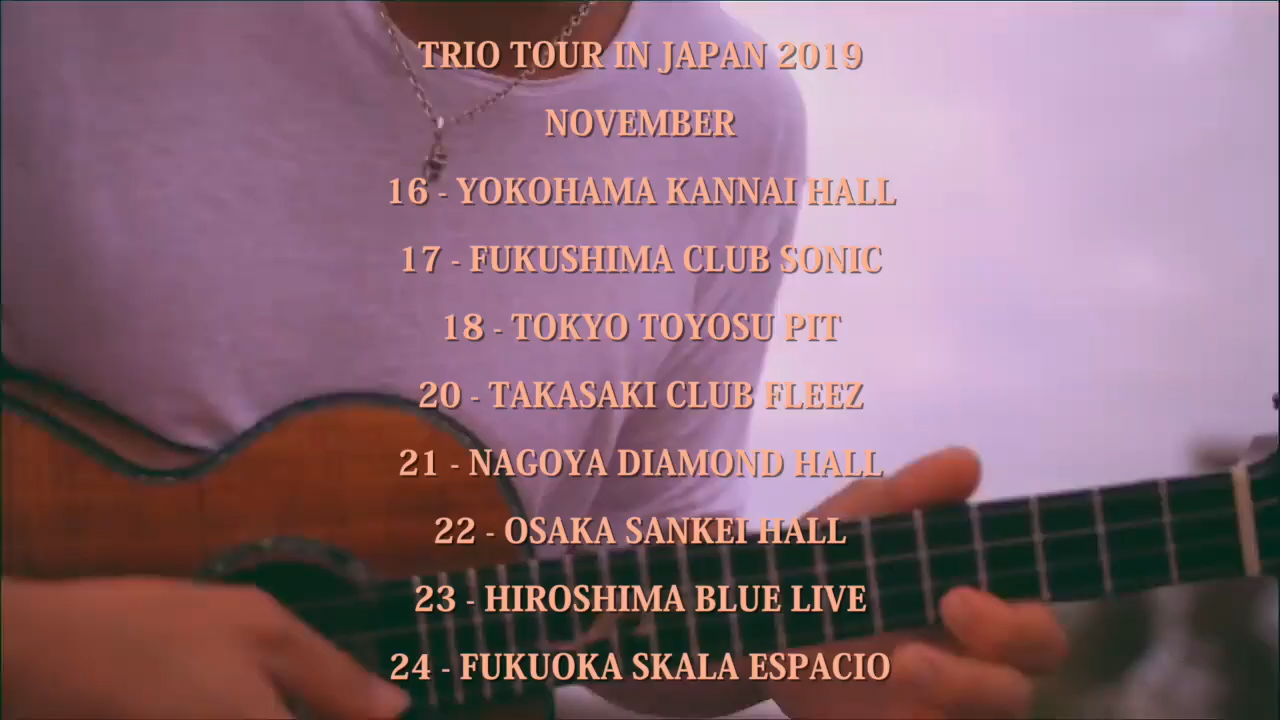 TRIO TOUR IN JAPAN 2019
NOVEMBER
16 - YOKOHAMA KANNAI HALL
17 - FUKUSHIMA CLUB SONIC
18 - TOKYO TOYOSU PIT
20 - TAKASAKI CLUB FLEEZ
21 - NAGOYA DIAMOND HALL
22 - OSAKA SANKEI HALL
23 - HIROSHIMA BLUE LIVE
24 - FUKUOKA SKALA ESPACIO